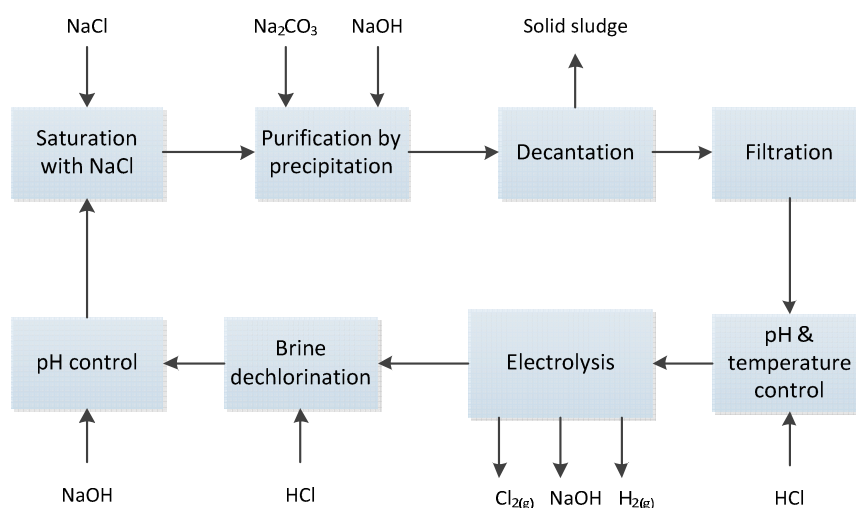 NaCl
Na₂CO₃
NaOH
Solid sludge
Saturation
with NaCl
Purification by
precipitation
Decantation
Filtration
pH control
Brine
dechlorination
Electrolysis
pH &
temperature
control
NaOH
HCl
Cl₂₍g₎
NaOH
H₂₍g₎
HCl